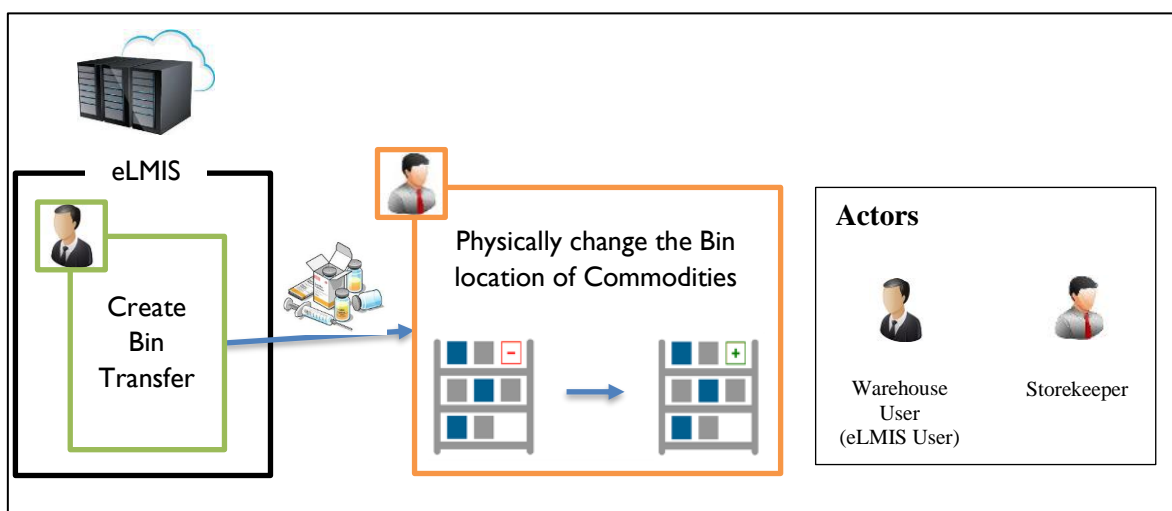 eLMIS
Create
Bin
Transfer
Physically change the Bin
location of Commodities
-
+
Actors
Warehouse
User
(eLMIS User)
Storekeeper